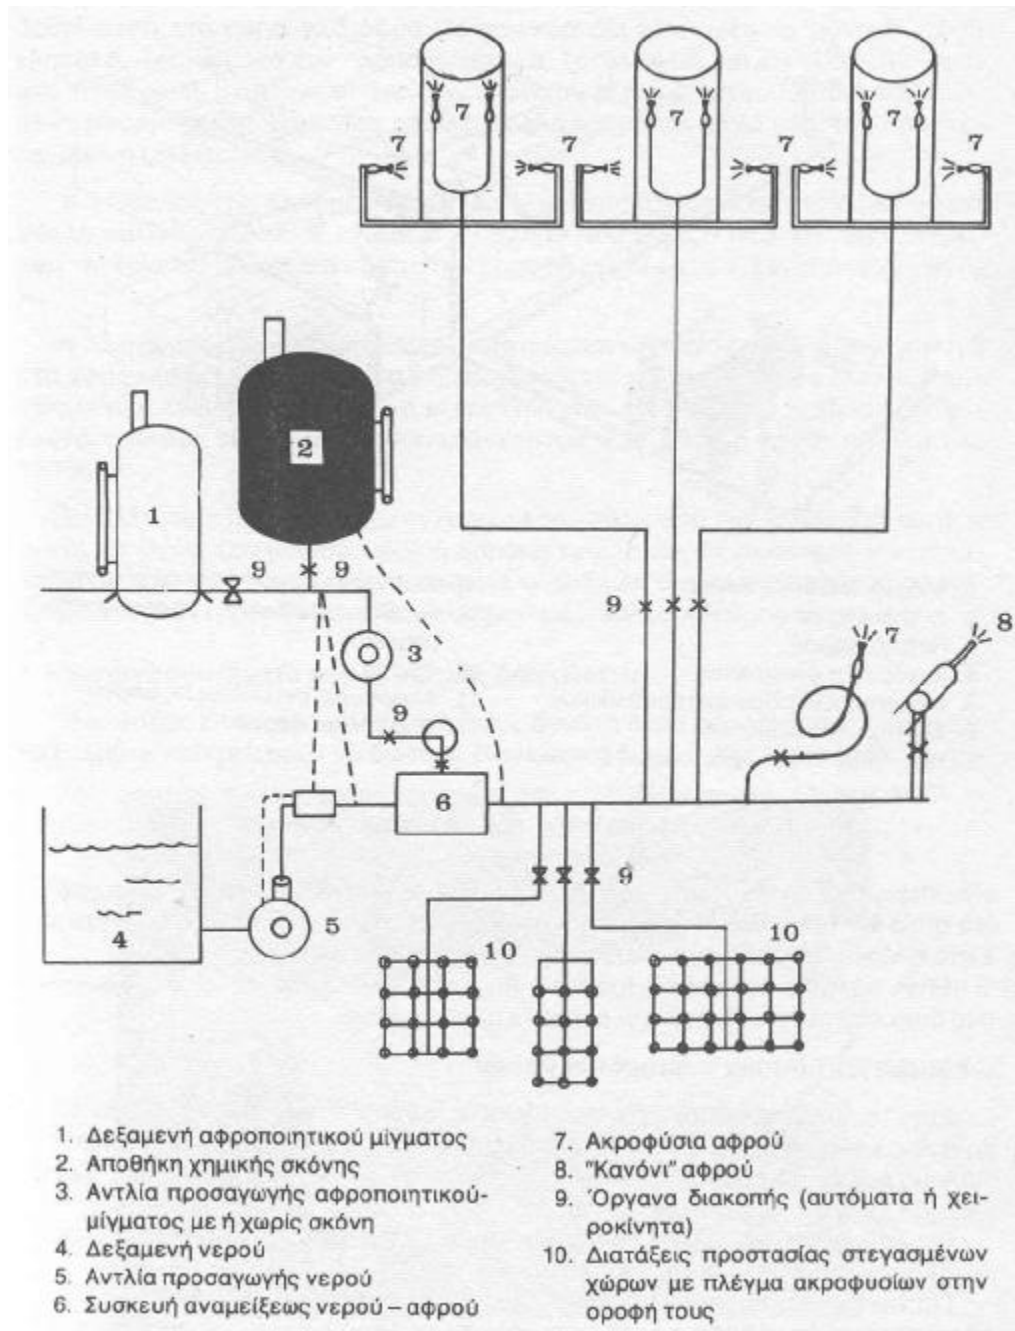 7
7
7
7
7
7
7
7
2
1
9
9
3
9
7
8
9
6
4
5
9
10
10
1. Δεξαμενή αφροποιητικού μίγματος
2. Αποθήκη χημικής σκόνης
3. Αντλία προσαγωγής αφροποιητικού-
μίγματος με ή χωρίς σκόνη
4. Δεξαμενή νερού
5. Αντλία προσαγωγής νερού
6. Συσκευή αναμείξεως νερού – αφρού
7. Ακροφύσια αφρού
8. "Κανόνι" αφρού
9. Όργανα διακοπής (αυτόματα ή χει-
ροκίνητα)
10. Διατάξεις προστασίας στεγασμένων
χώρων με πλέγμα ακροφυσίων στην
οροφή τους